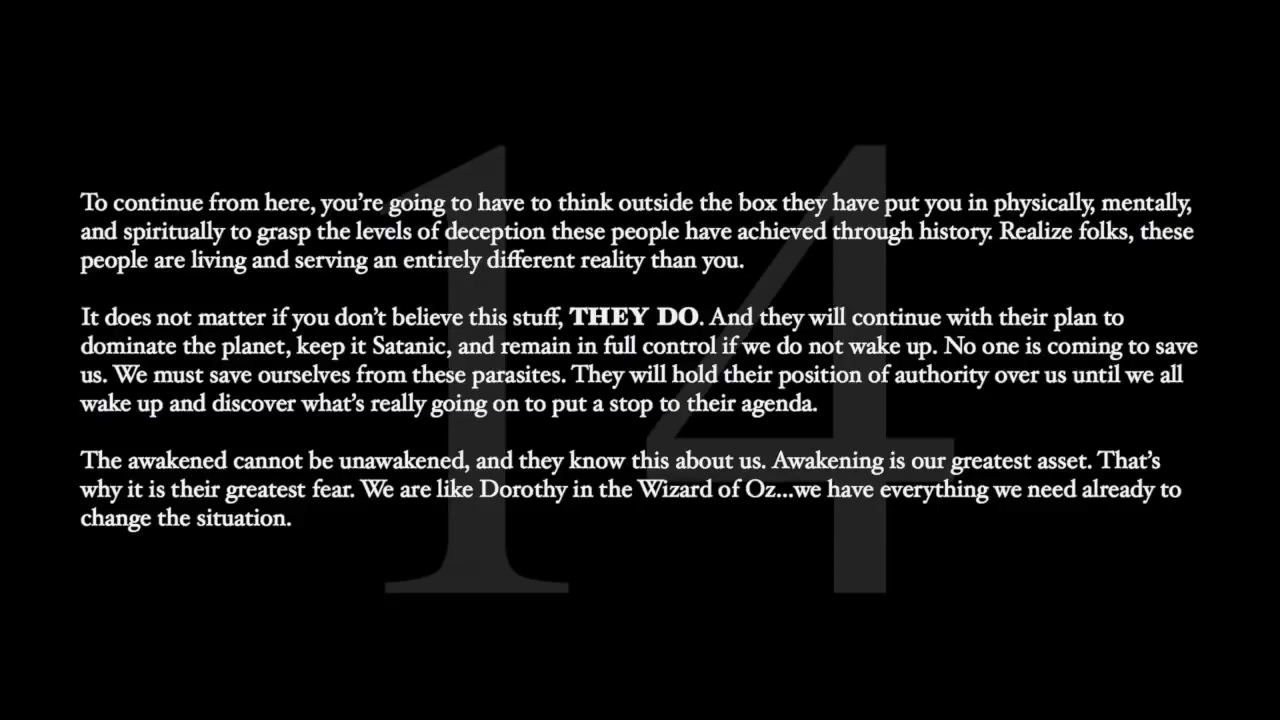 14
To continue from here, you're going to have to think outside the box they have put you in physically, mentally,
and spiritually to grasp the levels of deception these people have achieved through history. Realize folks, these
people are living and serving an entirely different reality than you.
It does not matter if you don't believe this stuff, THEY DO. And they will continue with their plan to
dominate the planet, keep it Satanic, and remain in full control if we do not wake up. No one is coming to save
us. We must save ourselves from these parasites. They will hold their position of authority over us until we all
wake up and discover what's really going on to put a stop to their agenda.
The awakened cannot be unawakened, and they know this about us. Awakening is our greatest asset. That's
why it is their greatest fear. We are like Dorothy in the Wizard of Oz...we have everything we need already to
change the situation.